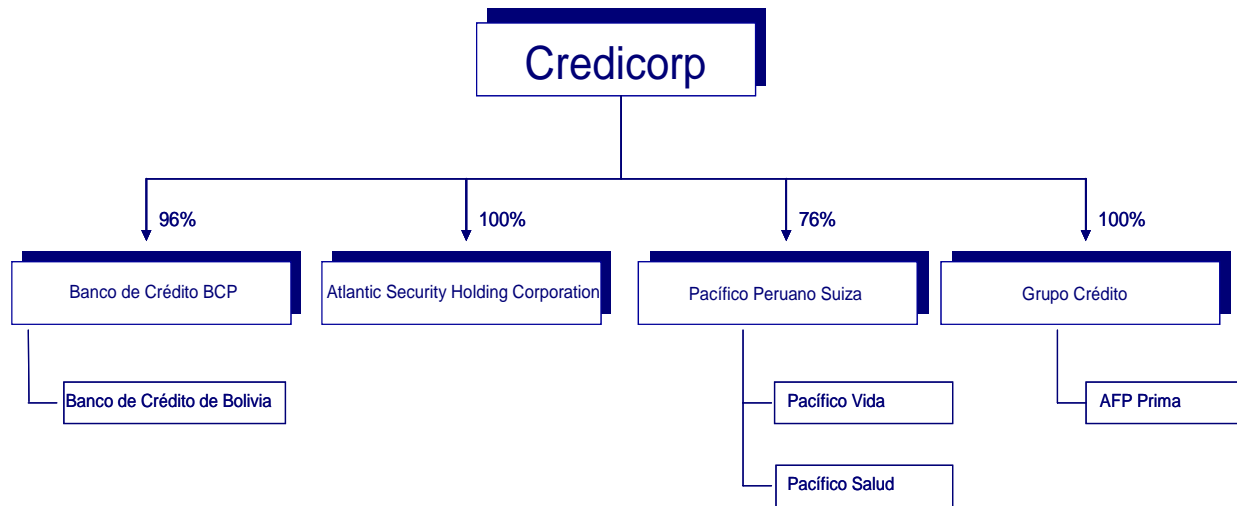 Credicorp
96%
100%
76%
100%
Banco de Crédito BCP
Atlantic Security Holding Corporation
Pacífico Peruano Suiza
Grupo Crédito
Banco de Crédito de Bolivia
Pacífico Vida
AFP Prima
Pacífico Salud